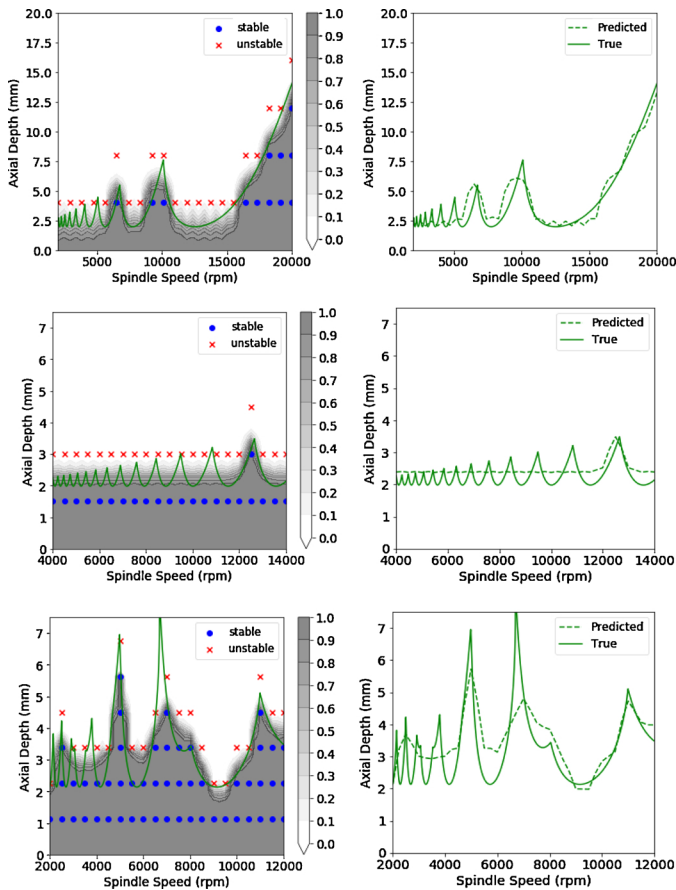 20.0
17.5
15.0
12.5
10.0
7.5
5.0
2.5
0.0
Axial Depth (mm)
stable
unstable
5000 10000 15000 20000
Spindle Speed (rpm)
1.0
0.9
0.8
0.7
0.6
0.5
0.4
0.3
0.2
0.1
0.0
20.0
17.5
15.0
12.5
10.0
7.5
5.0
2.5
0.0
Axial Depth (mm)
Predicted
True
5000 10000 15000 20000
Spindle Speed (rpm)
7
6
5
4
3
2
1
0
Axial Depth (mm)
stable
unstable
4000 6000 8000 10000 12000 14000
Spindle Speed (rpm)
1.0
0.9
0.8
0.7
0.6
0.5
0.4
0.3
0.2
0.1
0.0
7
6
5
4
3
2
1
0
Axial Depth (mm)
Predicted
True
4000 6000 8000 10000 12000 14000
Spindle Speed (rpm)
7
6
5
4
3
2
1
0
Axial Depth (mm)
stable
unstable
2000 4000 6000 8000 10000 12000
Spindle Speed (rpm)
1.0
0.9
0.8
0.7
0.6
0.5
0.4
0.3
0.2
0.1
0.0
7
6
5
4
3
2
1
0
Axial Depth (mm)
Predicted
True
2000 4000 6000 8000 10000 12000
Spindle Speed (rpm)